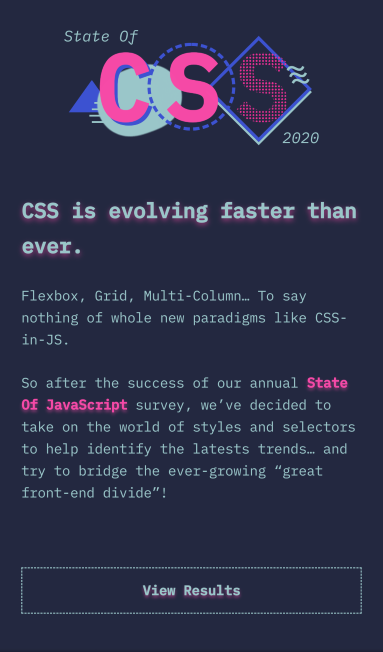 State Of
CSS
2020
CSS is evolving faster than
ever.
Flexbox, Grid, Multi-Column… To say
nothing of whole new paradigms like CSS-
in-JS.
So after the success of our annual State
Of JavaScript survey, we’ve decided to
take on the world of styles and selectors
to help identify the latests trends… and
try to bridge the ever-growing “great
front-end divide”!
View Results